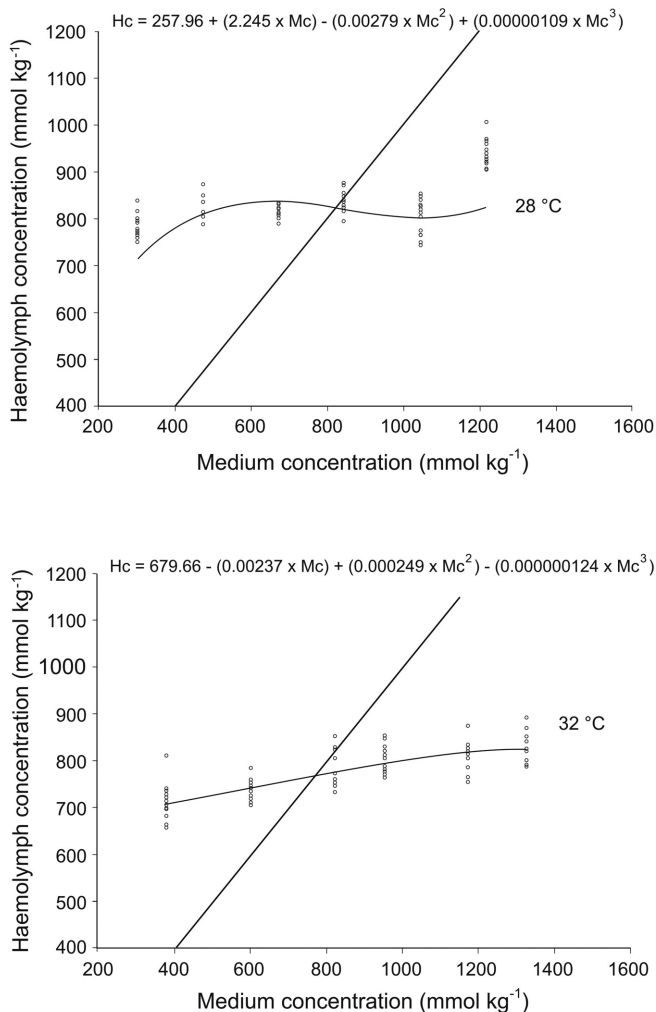 Hc = 257.96 + (2.245 x Mc) - (0.00279 x Mc²) + (0.00000109 x Mc³)
1200
1100
1000
900
800
700
600
500
400
28 °C
Haemolymph concentration (mmol kg⁻¹)
200 400 600 800 1000 1200 1400 1600
Medium concentration (mmol kg⁻¹)
Hc = 679.66 - (0.00237 x Mc) + (0.000249 x Mc²) - (0.000000124 x Mc³)
1200
1100
1000
900
800
700
600
500
400
32 °C
Haemolymph concentration (mmol kg⁻¹)
200 400 600 800 1000 1200 1400 1600
Medium concentration (mmol kg⁻¹)